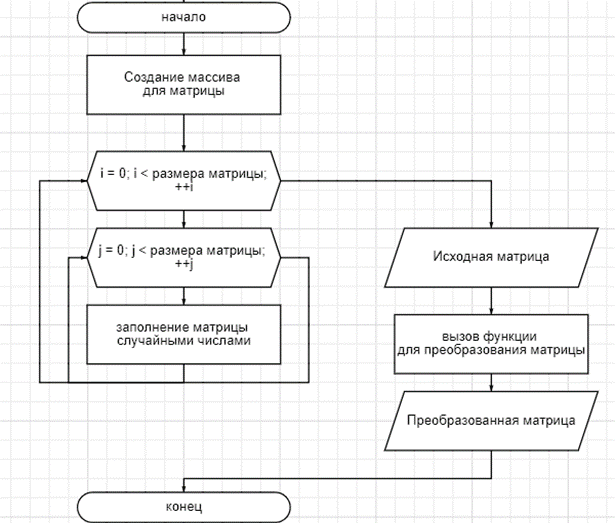 начало
Создание массива
для матрицы
i = 0; i < размера матрицы;
++i
j = 0; j < размера матрицы;
++j
заполнение матрицы
случайными числами
Исходная матрица
вызов функции
для преобразования матрицы
Преобразованная матрица
конец